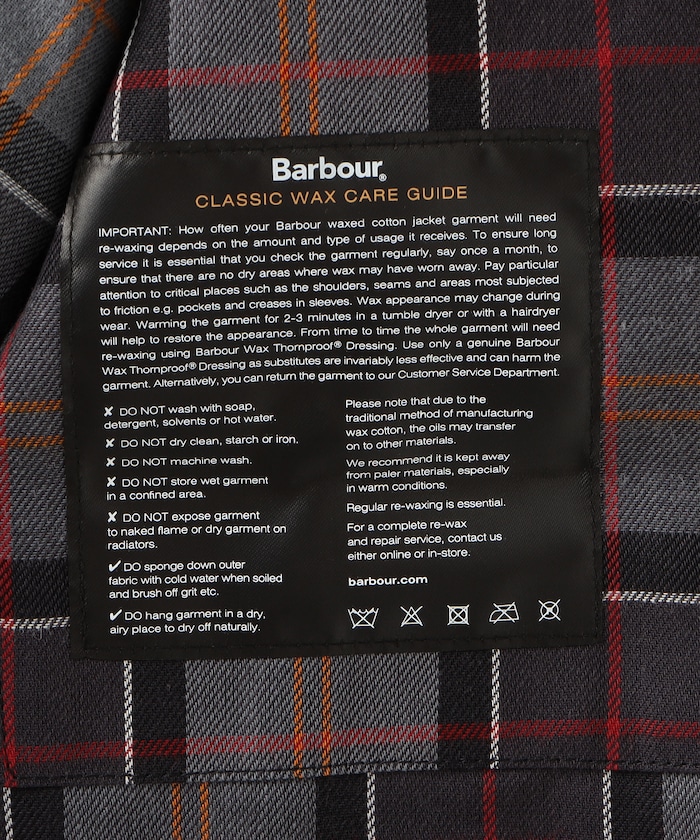 Barbour®
CLASSIC WAX CARE GUIDE
IMPORTANT: How often your Barbour waxed cotton jacket garment will need
re-waxing depends on the amount and type of usage it receives. To ensure long
service it is essential that you check the garment regularly, say once a month, to
ensure that there are no dry areas where wax may have worn away. Pay particular
attention to critical places such as the shoulders, seams and areas most subjected
to friction e.g. pockets and creases in sleeves. Wax appearance may change during
wear. Warming the garment for 2-3 minutes in a tumble dryer or with a hairdryer
will help to restore the appearance. From time to time the whole garment will need
re-waxing using Barbour Wax Thornproof® Dressing. Use only a genuine Barbour
Wax Thornproof® Dressing as substitutes are invariably less effective and can harm the
garment. Alternatively, you can return the garment to our Customer Service Department.
✘ DO NOT wash with soap,
detergent, solvents or hot water.
✘ DO NOT dry clean, starch or iron.
✘ DO NOT machine wash.
✘ DO NOT store wet garment
in a confined area.
✘ DO NOT expose garment
to naked flame or dry garment on
radiators.
✔ DO sponge down outer
fabric with cold water when soiled
and brush off grit etc.
✔ DO hang garment in a dry,
airy place to dry off naturally.
Please note that due to the
traditional method of manufacturing
wax cotton, the oils may transfer
on to other materials.
We recommend it is kept away
from paler materials, especially
in warm conditions.
Regular re-waxing is essential.
For a complete re-wax
and repair service, contact us
either online or in-store.
barbour.com